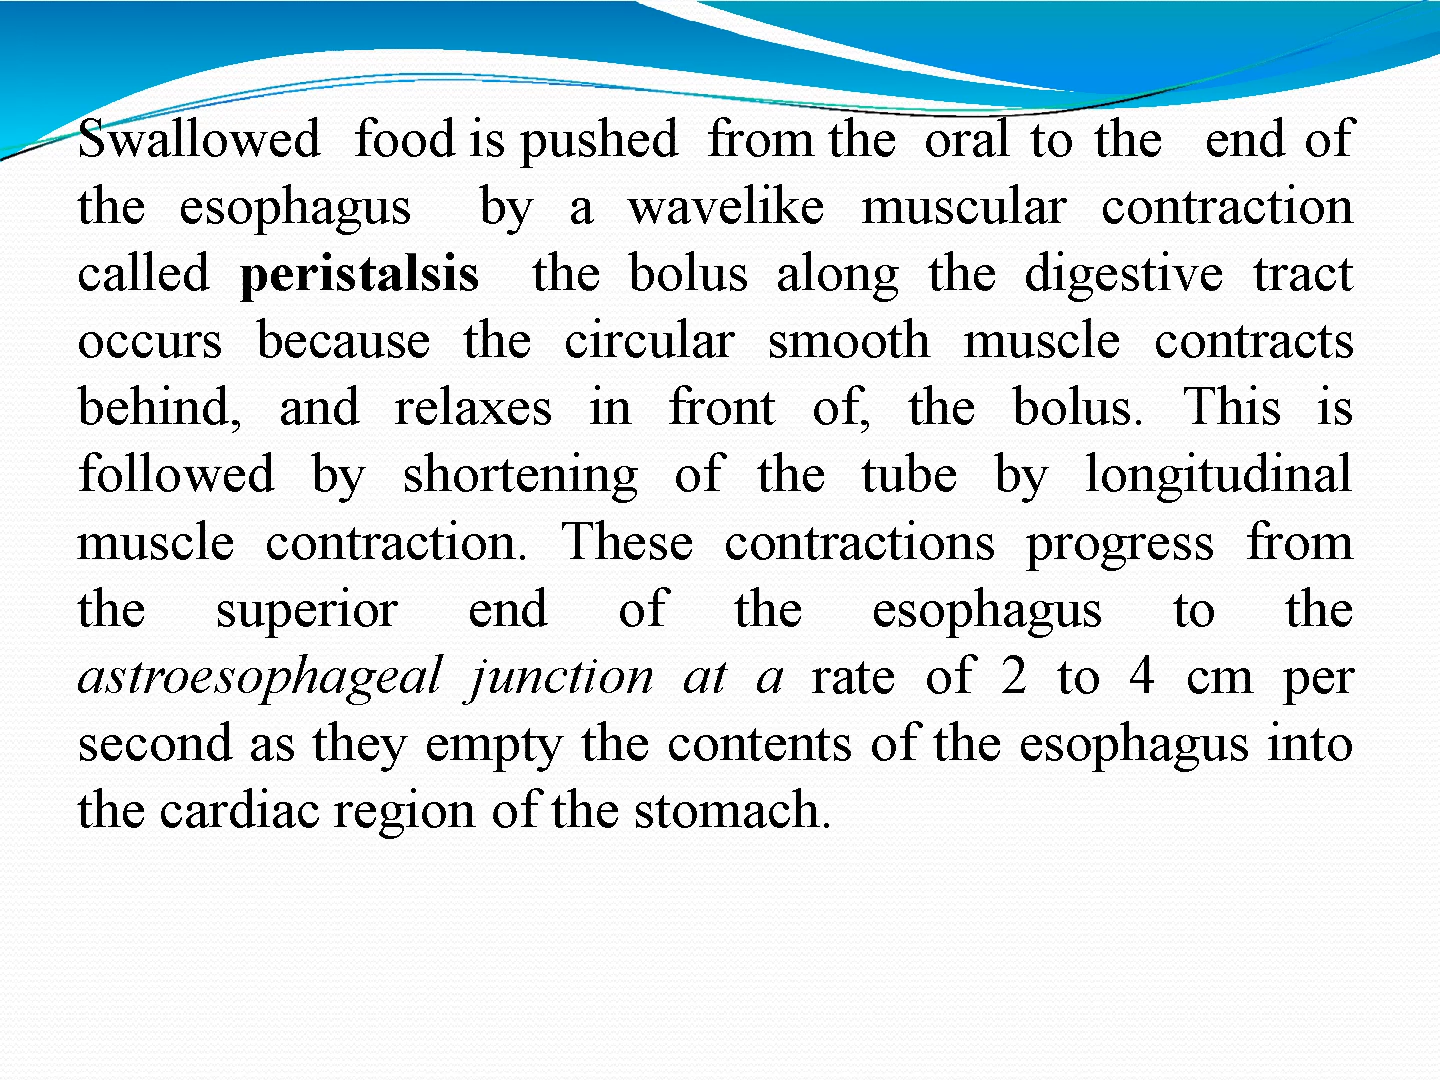 Swallowed food is pushed from the oral to the end of
the esophagus by a wavelike muscular contraction
called peristalsis the bolus along the digestive tract
occurs because the circular smooth muscle contracts
behind, and relaxes in front of, the bolus. This is
followed by shortening of the tube by longitudinal
muscle contraction. These contractions progress from
the superior end of the esophagus to the
astroesophageal junction at a rate of 2 to 4 cm per
second as they empty the contents of the esophagus into
the cardiac region of the stomach.